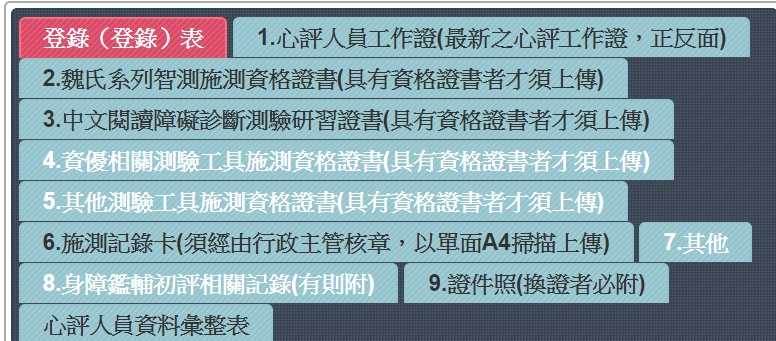 登錄（登錄）表 1.心評人員工作證(最新之心評工作證，正反面)
2.魏氏系列智測施測資格證書(具有資格證書者才須上傳)
3.中文閱讀障礙診斷測驗研習證書(具有資格證書者才須上傳)
4.資優相關測驗工具施測資格證書(具有資格證書者才須上傳)
5.其他測驗工具施測資格證書(具有資格證書者才須上傳)
6.施測記錄卡(須經由行政主管核章，以單面A4掃描上傳) 7.其他
8.身障鑑輔初評相關記錄(有則附) 9.證件照(換證者必附)
心評人員資料彙整表